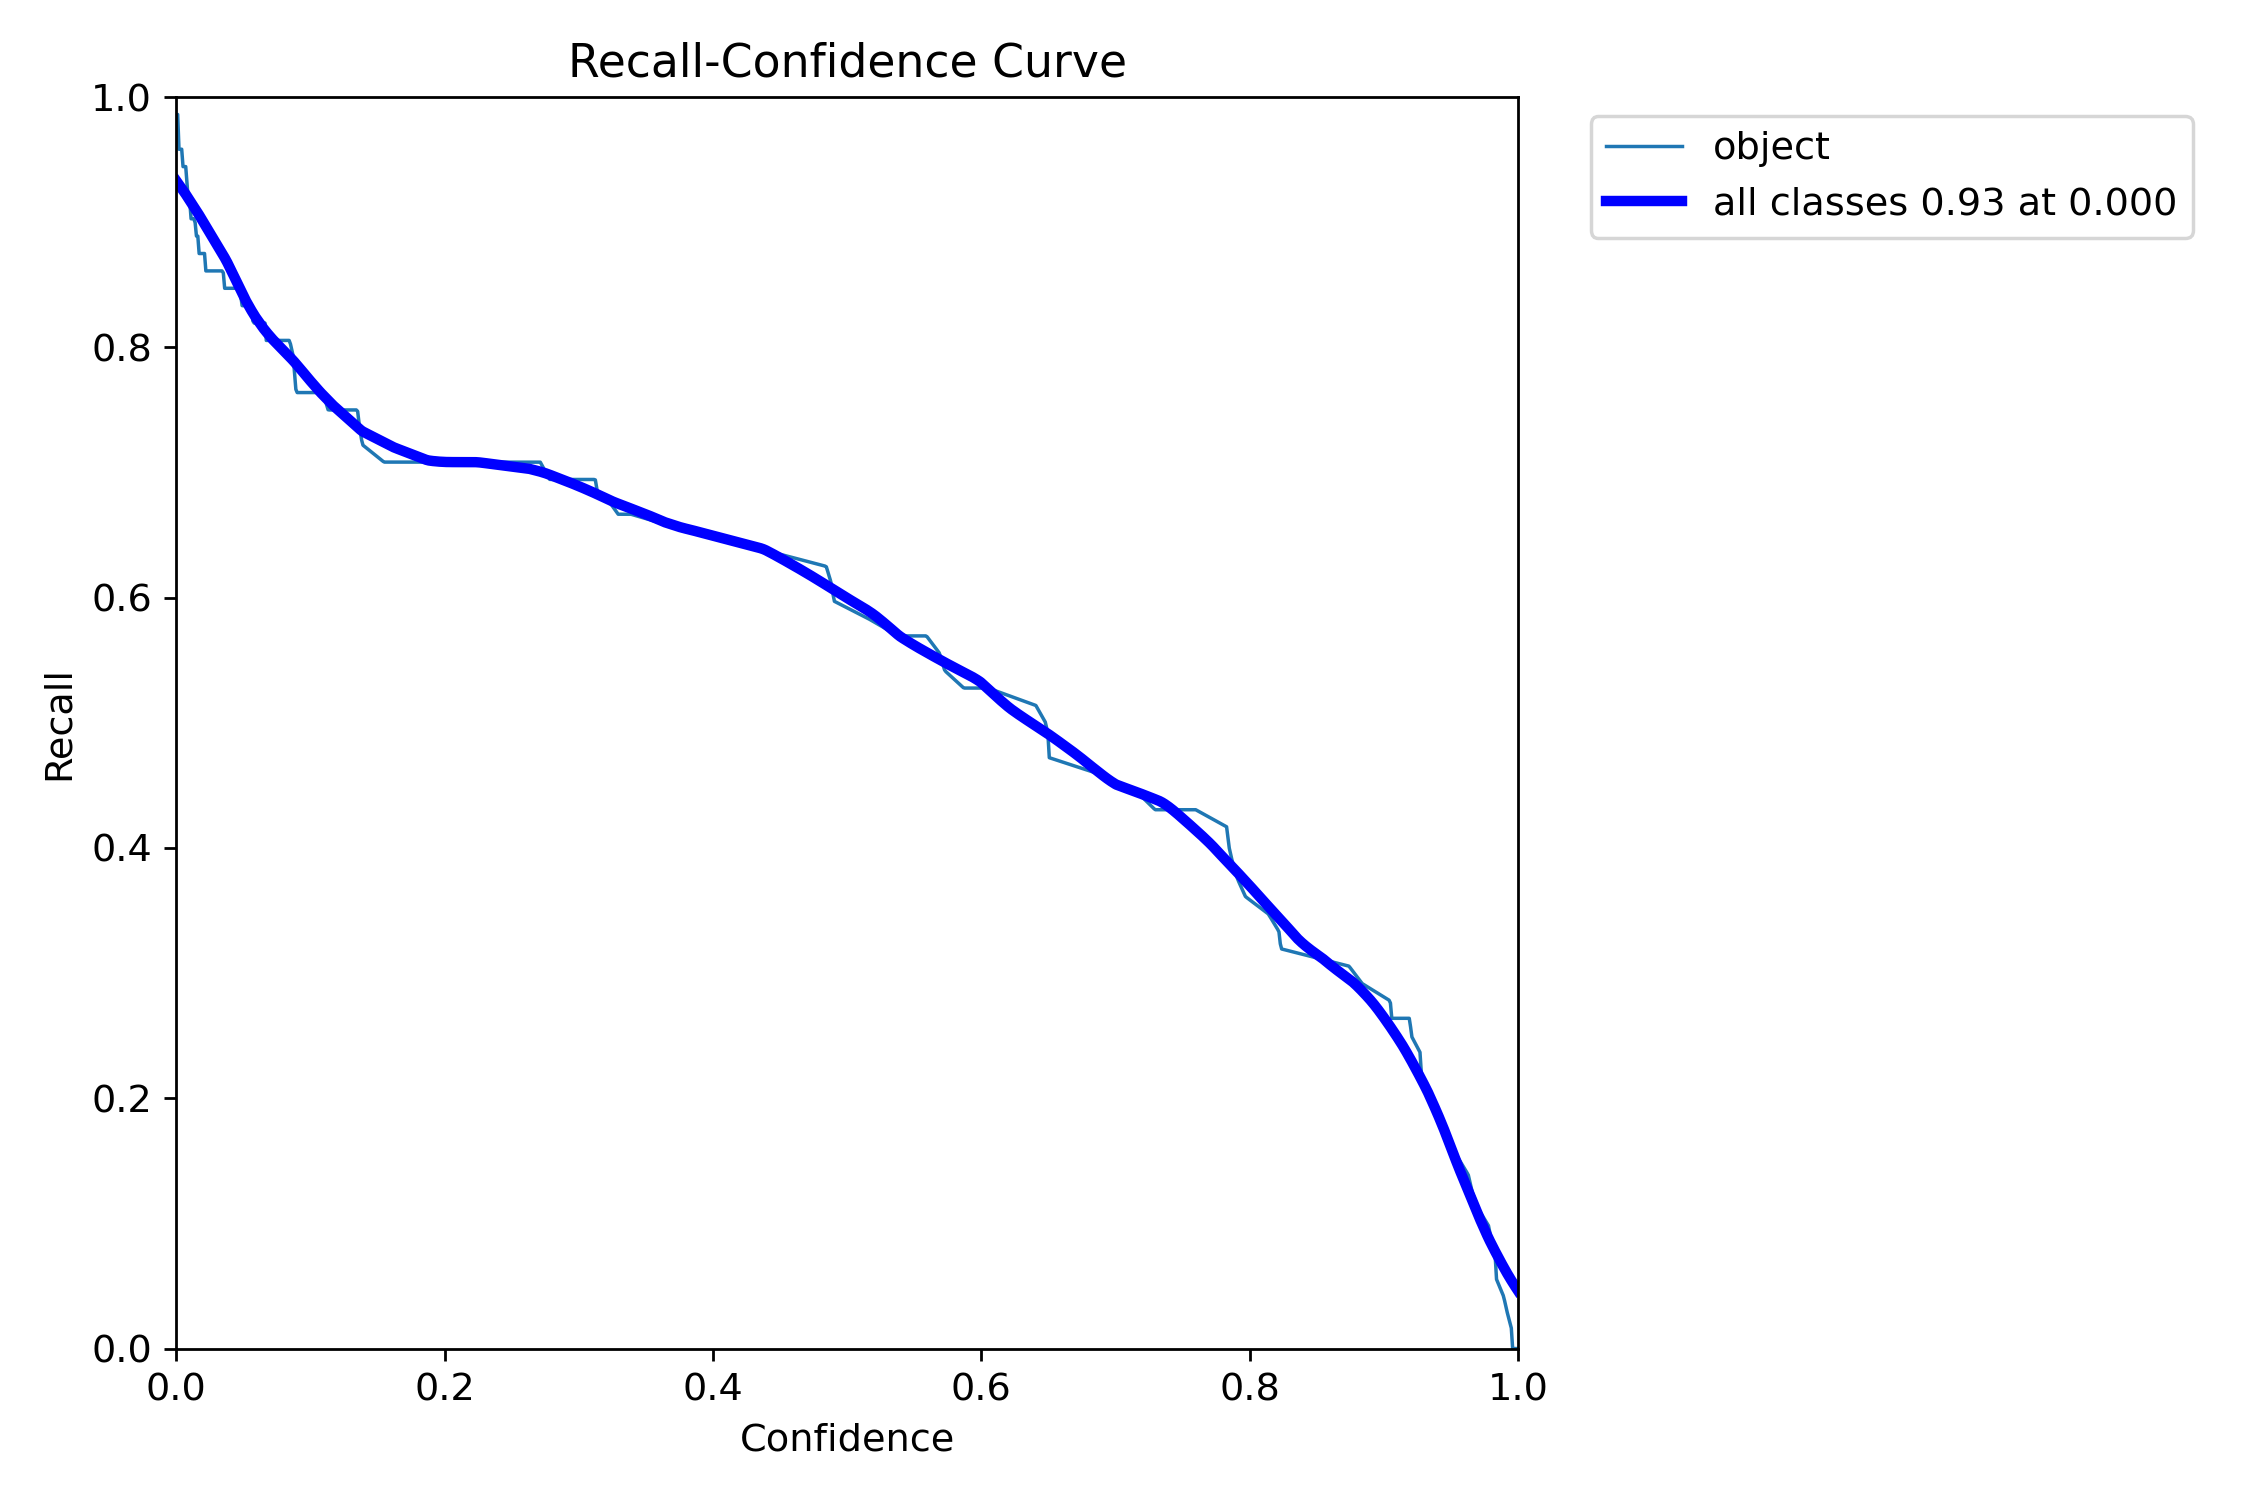 Recall-Confidence Curve
1.0
0.8
0.6
0.4
0.2
0.0
Recall
0.0 0.2 0.4 0.6 0.8 1.0
Confidence
object
all classes 0.93 at 0.000